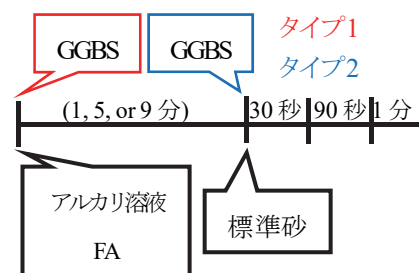 GGBS
GGBS
タイプ1
タイプ2
(1, 5, or 9 分)
30 秒
90 秒
1 分
アルカリ溶液
FA
標準砂